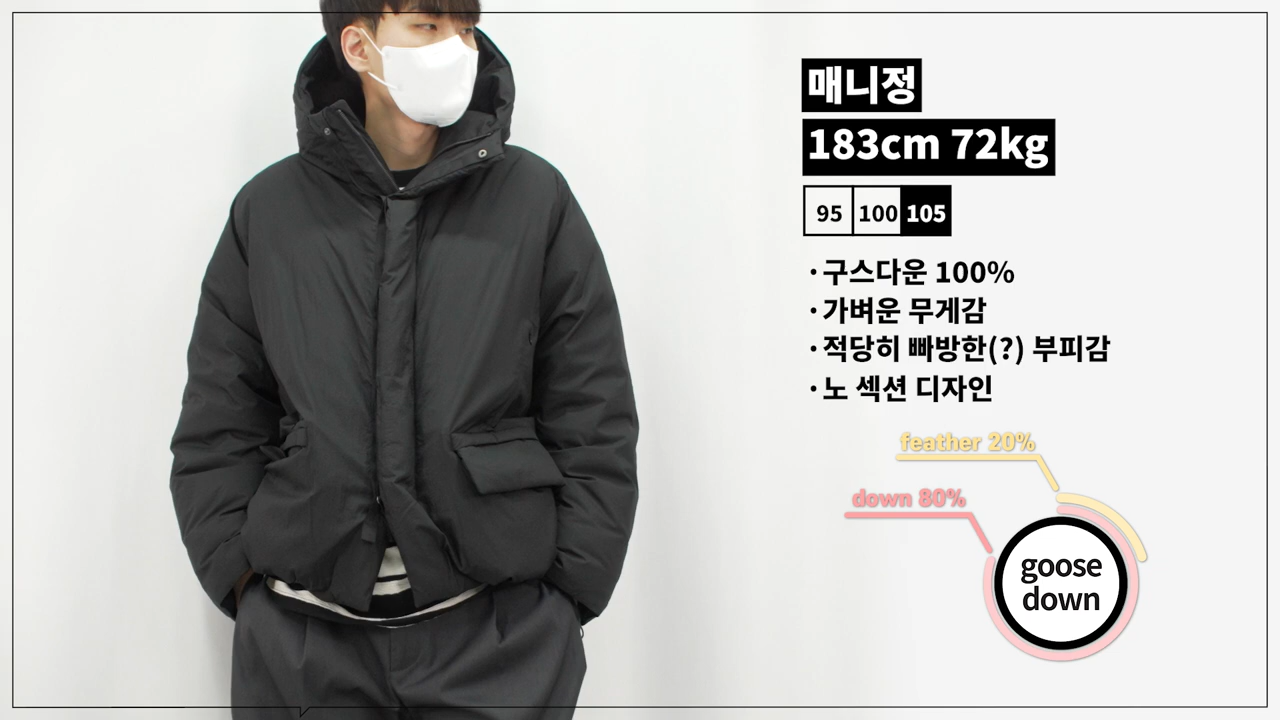 매니정
183cm 72kg
95 100 105
·구스다운 100%
·가벼운 무게감
·적당히 빠방한(?) 부피감
·노 섹션 디자인
feather 20%
down 80%
goose
down